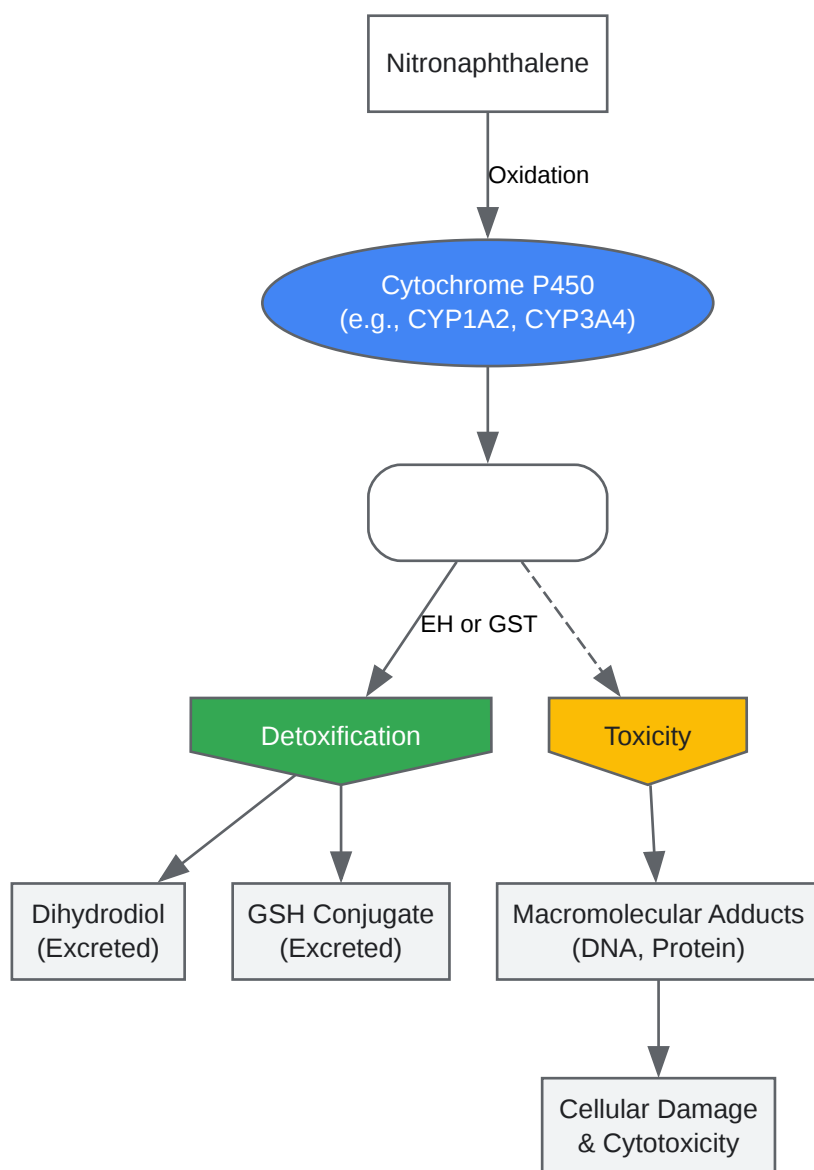 Nitronaphthalene
Oxidation
Cytochrome P450
(e.g., CYP1A2, CYP3A4)
EH or GST
Detoxification
Toxicity
Dihydrodiol
(Excreted)
GSH Conjugate
(Excreted)
Macromolecular Adducts
(DNA, Protein)
Cellular Damage
& Cytotoxicity